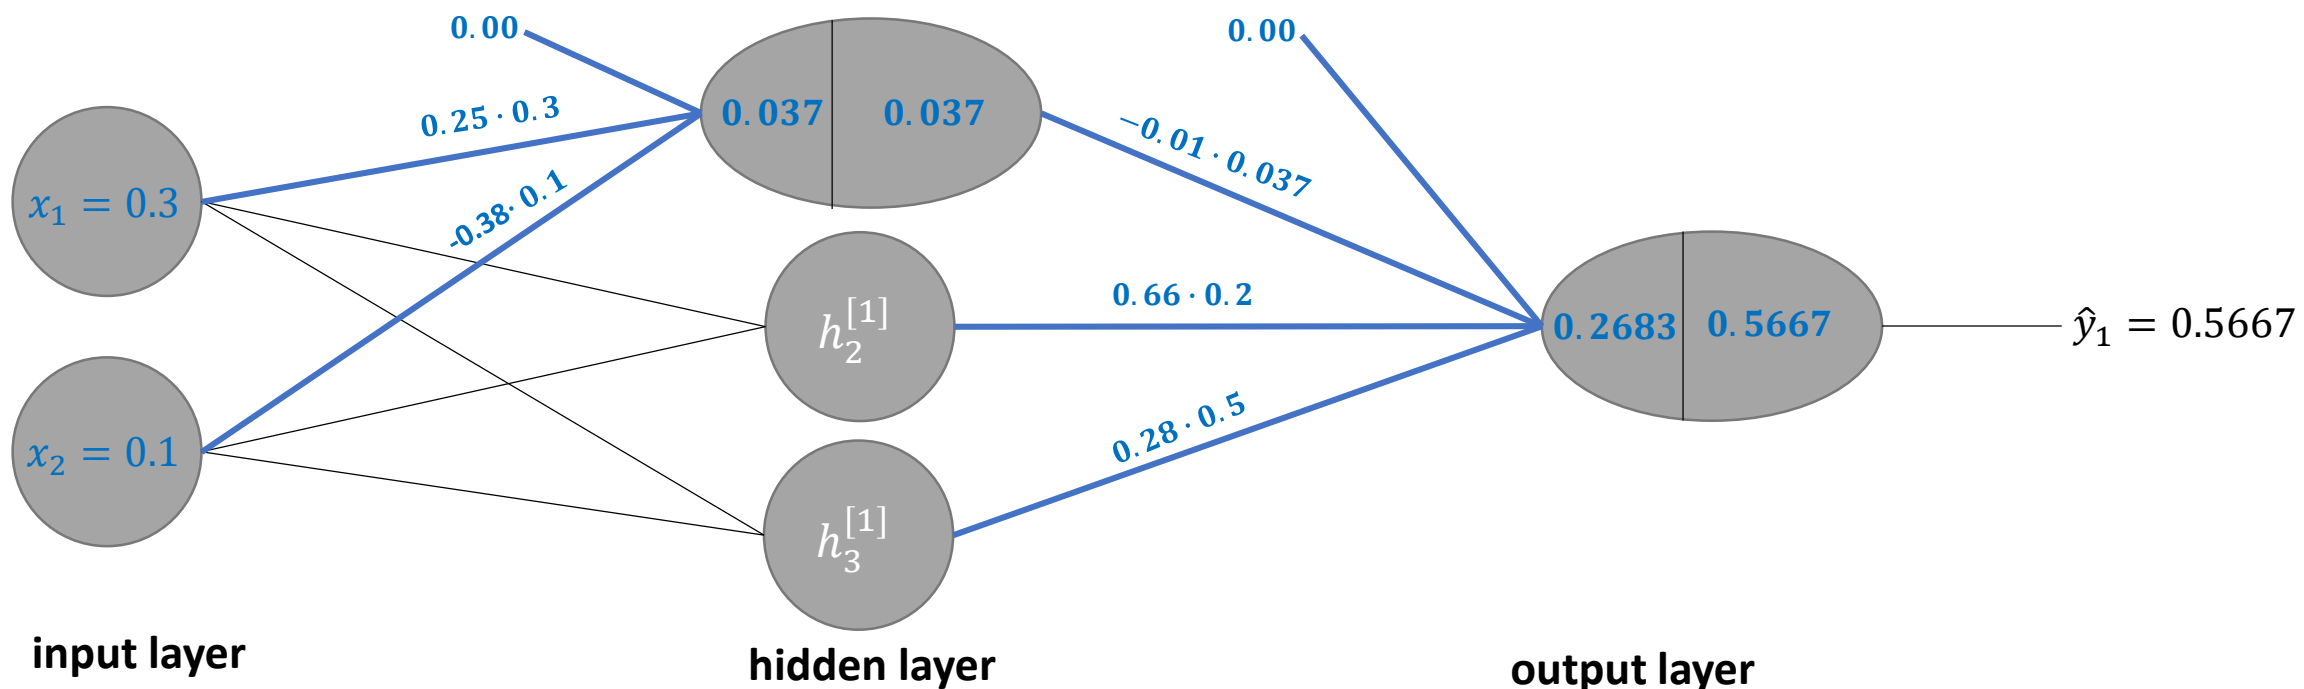 0.00
0.00
0.25 · 0.3
0.037
0.037
−0.01 · 0.037
x₁ = 0.3
-0.38· 0.1
0.66 · 0.2
h₂^[1]
0.2683
0.5667
ŷ₁ = 0.5667
x₂ = 0.1
0.28 · 0.5
h₃^[1]
input layer
hidden layer
output layer